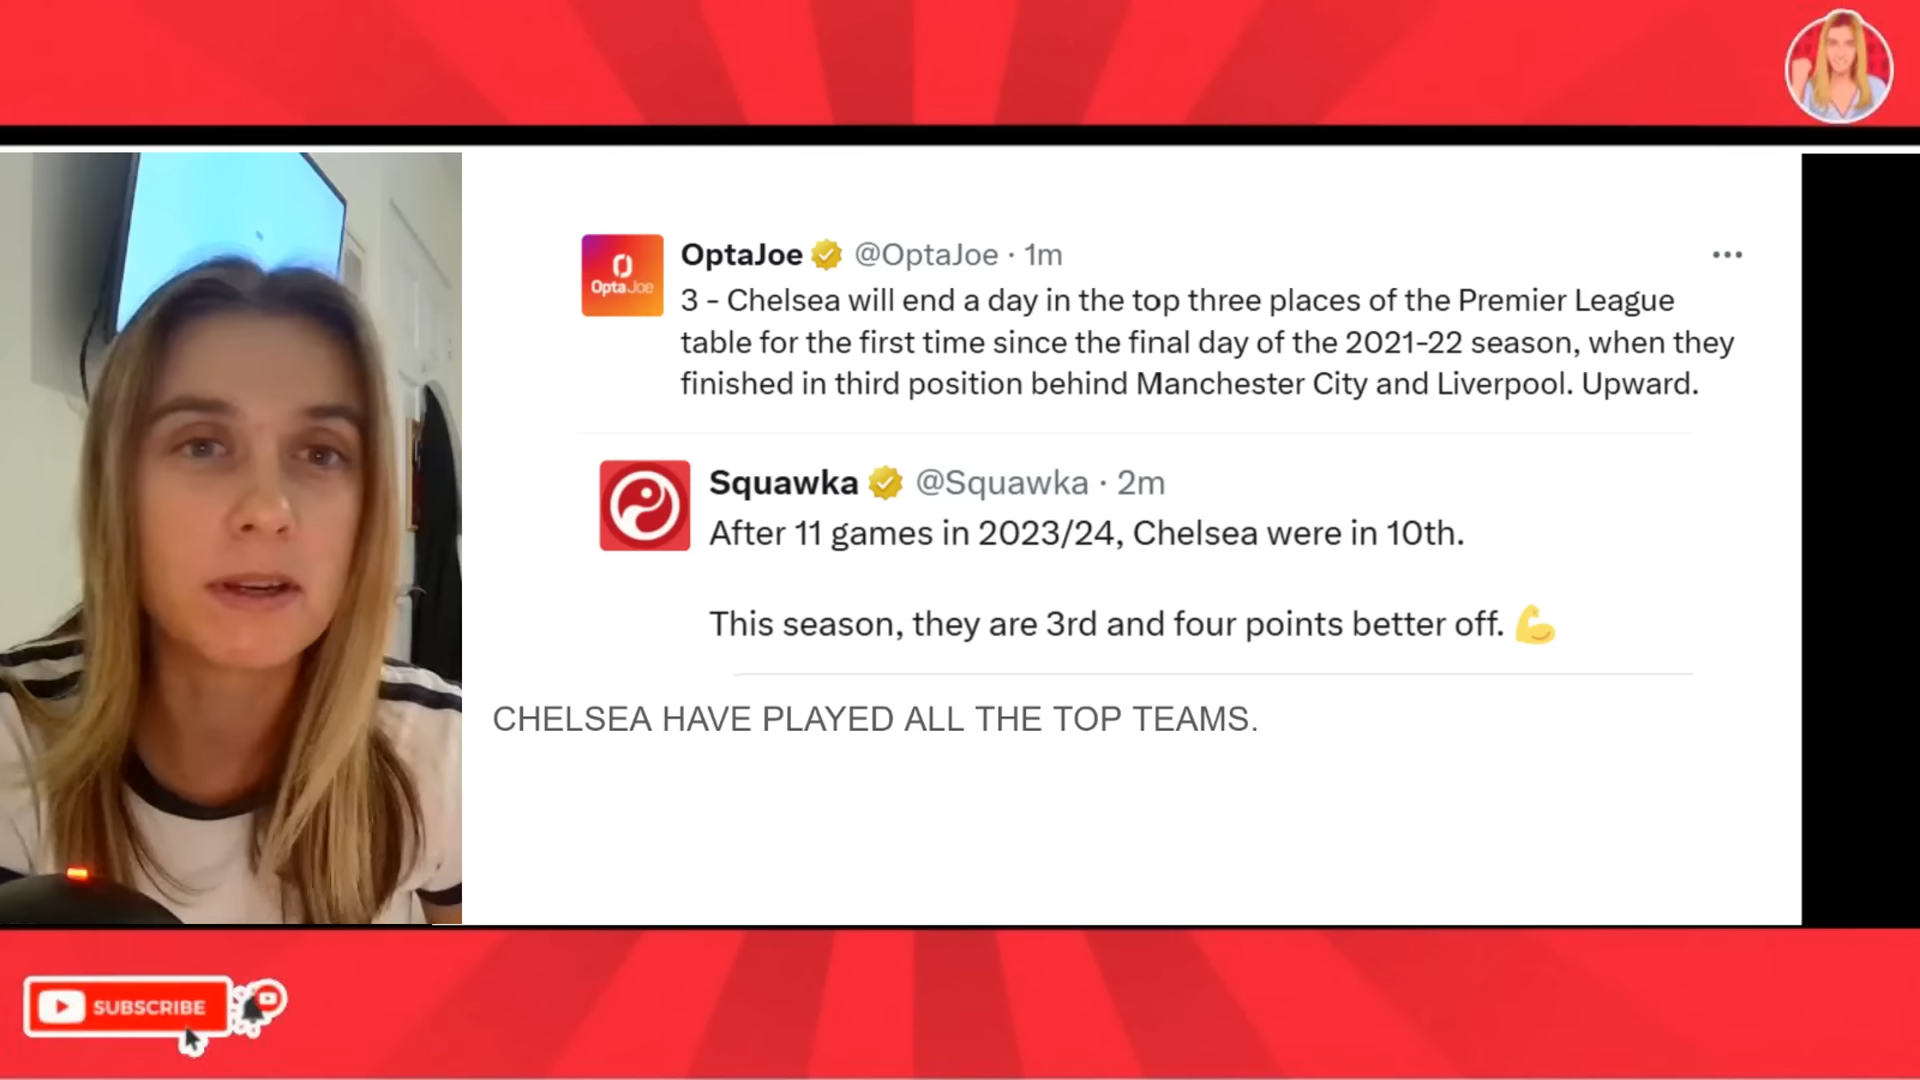 OptaJoe @OptaJoe · 1m
Opta Joe
3 - Chelsea will end a day in the top three places of the Premier League
table for the first time since the final day of the 2021-22 season, when they
finished in third position behind Manchester City and Liverpool. Upward.
Squawka @Squawka · 2m
After 11 games in 2023/24, Chelsea were in 10th.
This season, they are 3rd and four points better off. 💪
CHELSEA HAVE PLAYED ALL THE TOP TEAMS.
SUBSCRIBE